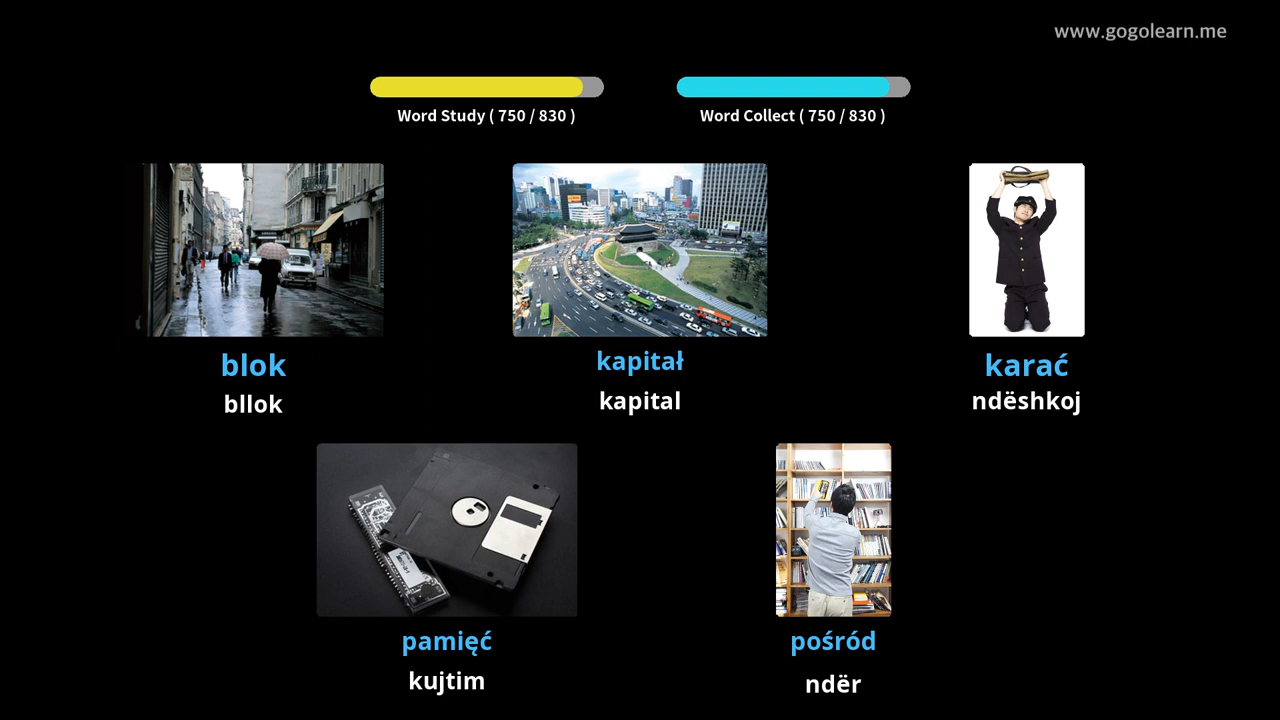 www.gogolearn.me
Word Study ( 750 / 830 )
Word Collect ( 750 / 830 )
blok
bllok
kapitał
kapital
karać
ndëshkoj
pamięć
kujtim
pośród
ndër